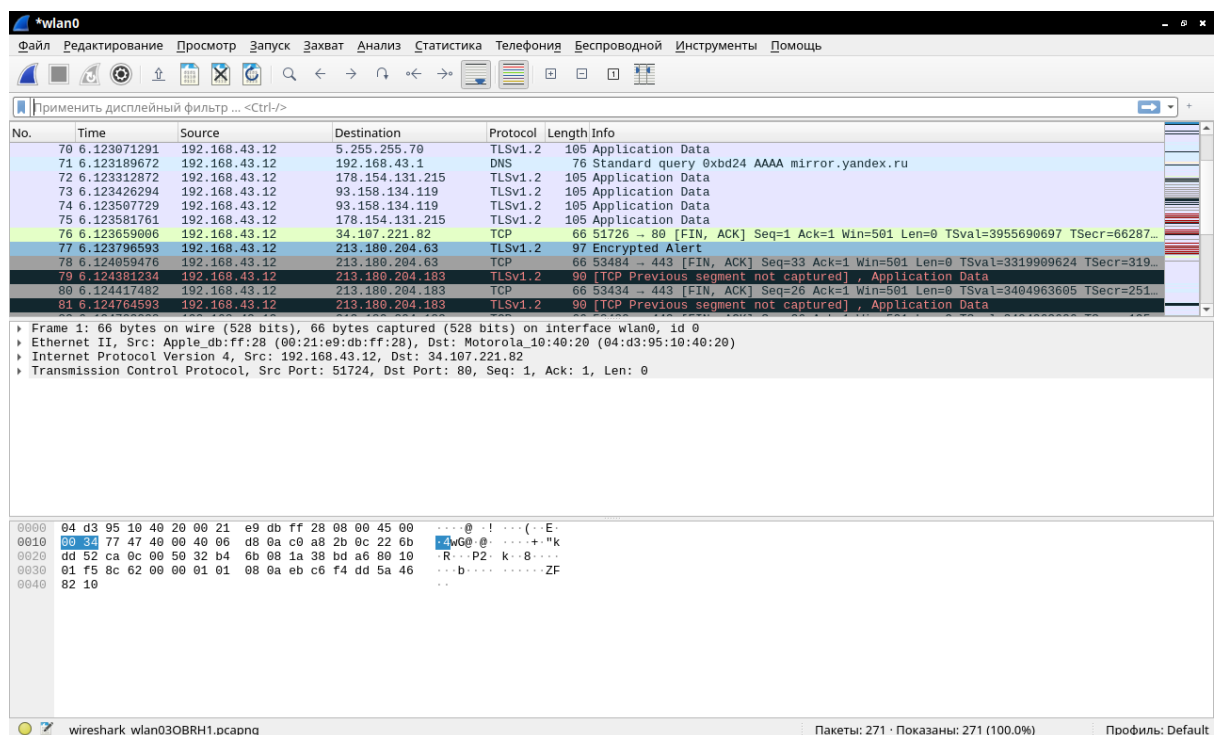 *wlan0
Файл Редактирование Просмотр Запуск Захват Анализ Статистика Телефония Беспроводной Инструменты Помощь
Применить дисплейный фильтр ... <Ctrl-/>
No. Time Source Destination Protocol Length Info
70 6.123071291 192.168.43.12 5.255.255.70 TLSv1.2 105 Application Data
71 6.123189672 192.168.43.12 192.168.43.1 DNS 76 Standard query 0xbd24 AAAA mirror.yandex.ru
72 6.123312872 192.168.43.12 178.154.131.215 TLSv1.2 105 Application Data
73 6.123426294 192.168.43.12 93.158.134.119 TLSv1.2 105 Application Data
74 6.123507729 192.168.43.12 93.158.134.119 TLSv1.2 105 Application Data
75 6.123581761 192.168.43.12 178.154.131.215 TLSv1.2 105 Application Data
76 6.123659006 192.168.43.12 34.107.221.82 TCP 66 51726 → 80 [FIN, ACK] Seq=1 Ack=1 Win=501 Len=0 TSval=3955690697 TSecr=66287…
77 6.123796593 192.168.43.12 213.180.204.63 TLSv1.2 97 Encrypted Alert
78 6.124059476 192.168.43.12 213.180.204.63 TCP 66 53484 → 443 [FIN, ACK] Seq=33 Ack=1 Win=501 Len=0 TSval=3319909624 TSecr=319…
79 6.124381234 192.168.43.12 213.180.204.183 TLSv1.2 90 [TCP Previous segment not captured] , Application Data
80 6.124417482 192.168.43.12 213.180.204.183 TCP 66 53434 → 443 [FIN, ACK] Seq=26 Ack=1 Win=501 Len=0 TSval=3404963605 TSecr=251…
81 6.124764593 192.168.43.12 213.180.204.183 TLSv1.2 90 [TCP Previous segment not captured] , Application Data
Frame 1: 66 bytes on wire (528 bits), 66 bytes captured (528 bits) on interface wlan0, id 0
Ethernet II, Src: Apple_db:ff:28 (00:21:e9:db:ff:28), Dst: Motorola_10:40:20 (04:d3:95:10:40:20)
Internet Protocol Version 4, Src: 192.168.43.12, Dst: 34.107.221.82
Transmission Control Protocol, Src Port: 51724, Dst Port: 80, Seq: 1, Ack: 1, Len: 0
0000 04 d3 95 10 40 20 00 21 e9 db ff 28 08 00 45 00 ····@ ·! ···(··E·
0010 00 34 77 47 40 00 40 06 d8 0a c0 a8 2b 0c 22 6b ·4wG@·@· ····+·"k
0020 dd 52 ca 0c 00 50 32 b4 6b 08 1a 38 bd a6 80 10 ·R···P2· k··8····
0030 01 f5 8c 62 00 00 01 01 08 0a eb c6 f4 dd 5a 46 ···b···· ······ZF
0040 82 10 ··
wireshark_wlan03OBRH1.pcapng Пакеты: 271 · Показаны: 271 (100.0%) Профиль: Default